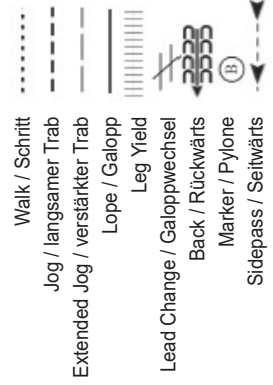 Walk / Schritt
Jog / langsamer Trab
Extended Jog / verstärkter Trab
Lope / Galopp
Leg Yield
Lead Change / Galoppwechsel
Back / Rückwärts
Marker / Pylone
B
Sidepass / Seitwärts